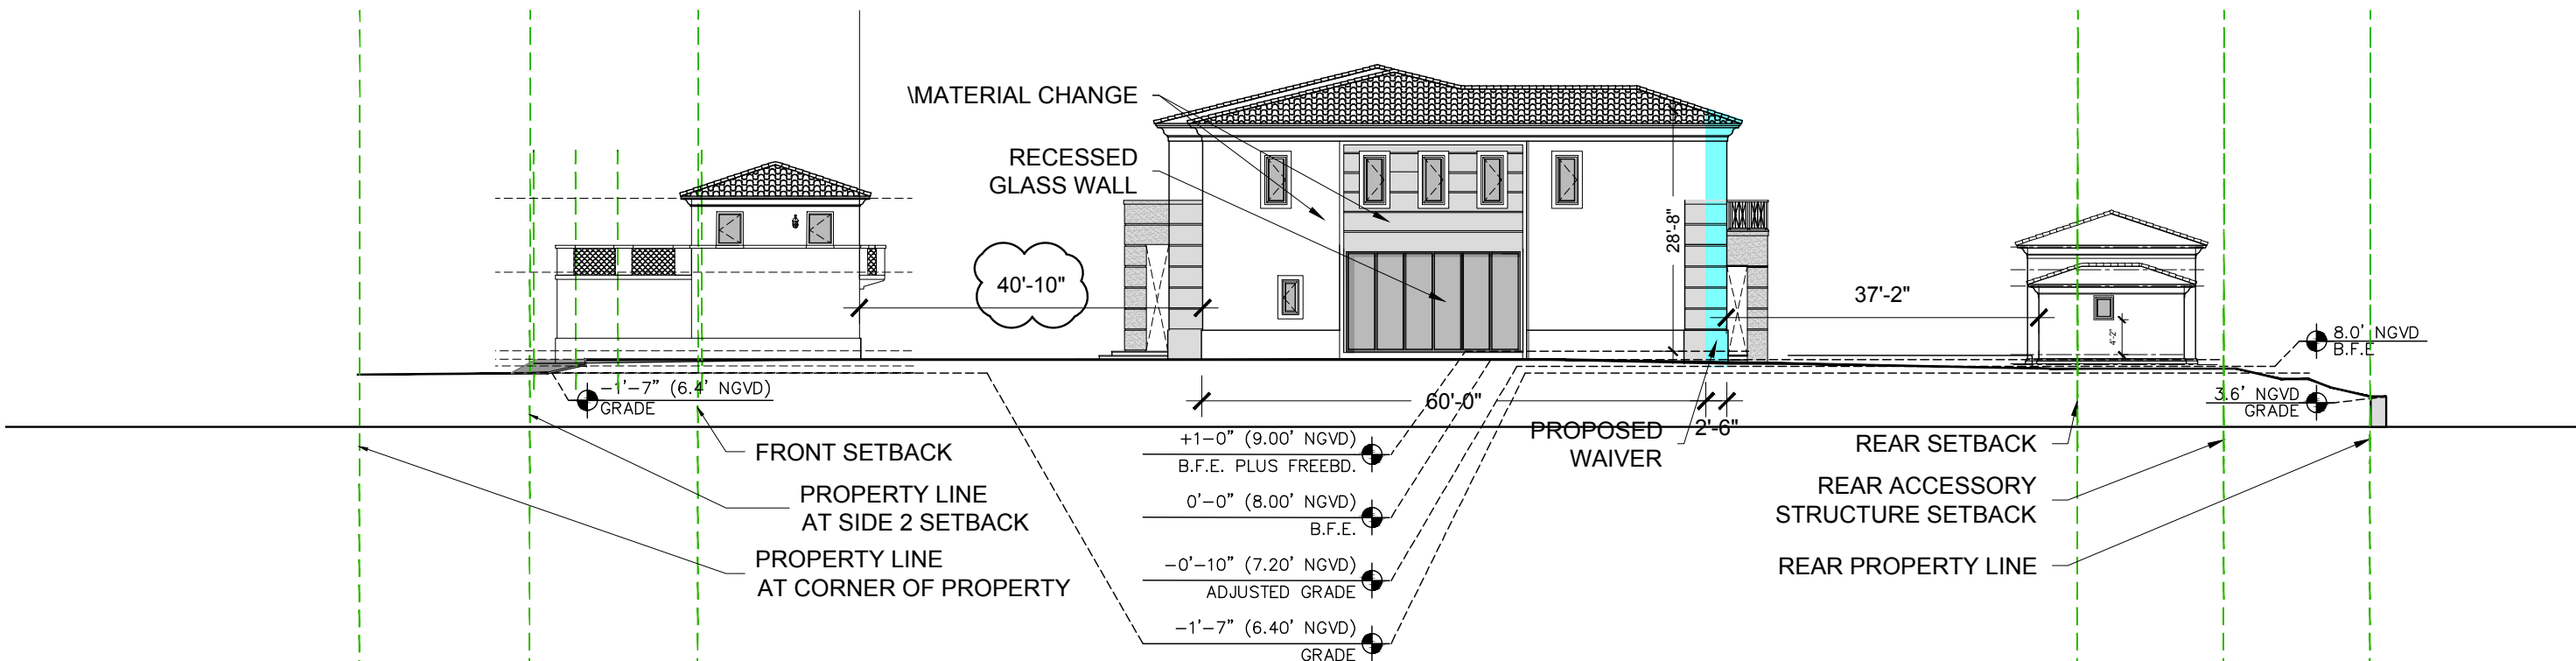 \MATERIAL CHANGE
RECESSED
GLASS WALL
40'-10"
28'-8"
37'-2"
4'-2"
8.0' NGVD
B.F.E
-1'-7" (6.4' NGVD)
GRADE
3.6' NGVD
GRADE
60'-0"
2'-6"
PROPOSED
WAIVER
FRONT SETBACK
PROPERTY LINE
AT SIDE 2 SETBACK
PROPERTY LINE
AT CORNER OF PROPERTY
+1-0" (9.00' NGVD)
B.F.E. PLUS FREEBD.
0'-0" (8.00' NGVD)
B.F.E.
-0'-10" (7.20' NGVD)
ADJUSTED GRADE
-1'-7" (6.40' NGVD)
GRADE
REAR SETBACK
REAR ACCESSORY
STRUCTURE SETBACK
REAR PROPERTY LINE